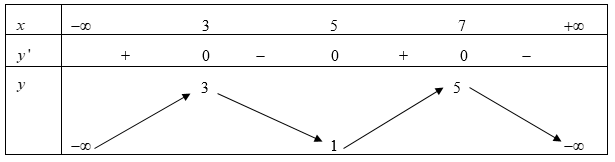 x −∞ 3 5 7 +∞
y' + 0 − 0 + 0 −
y 3 5
−∞ 1 −∞